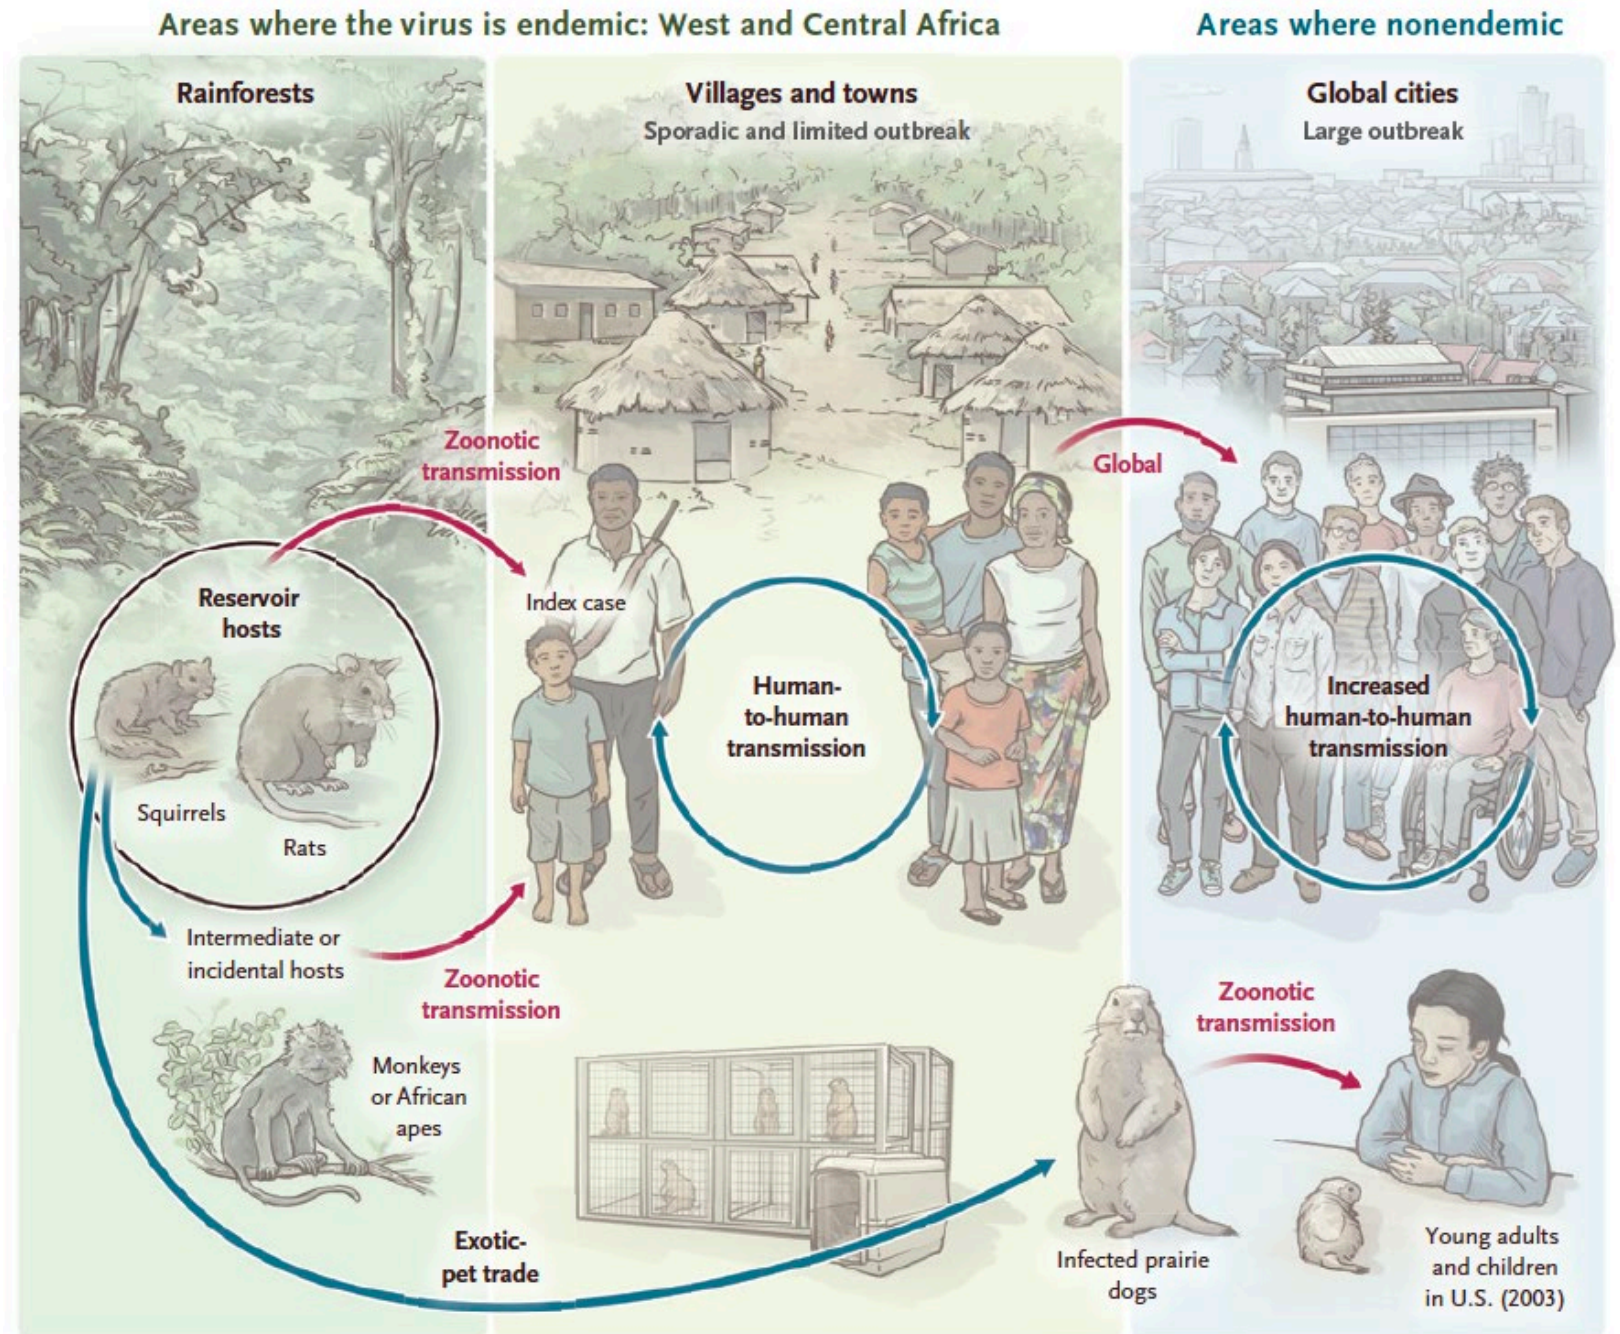 Areas where the virus is endemic: West and Central Africa
Areas where nonendemic
Rainforests
Villages and towns
Sporadic and limited outbreak
Global cities
Large outbreak
Zoonotic
transmission
Global
Reservoir
hosts
Index case
Squirrels
Rats
Human-
to-human
transmission
Increased
human-to-human
transmission
Intermediate or
incidental hosts
Zoonotic
transmission
Monkeys
or African
apes
Exotic-
pet trade
Zoonotic
transmission
Infected prairie
dogs
Young adults
and children
in U.S. (2003)